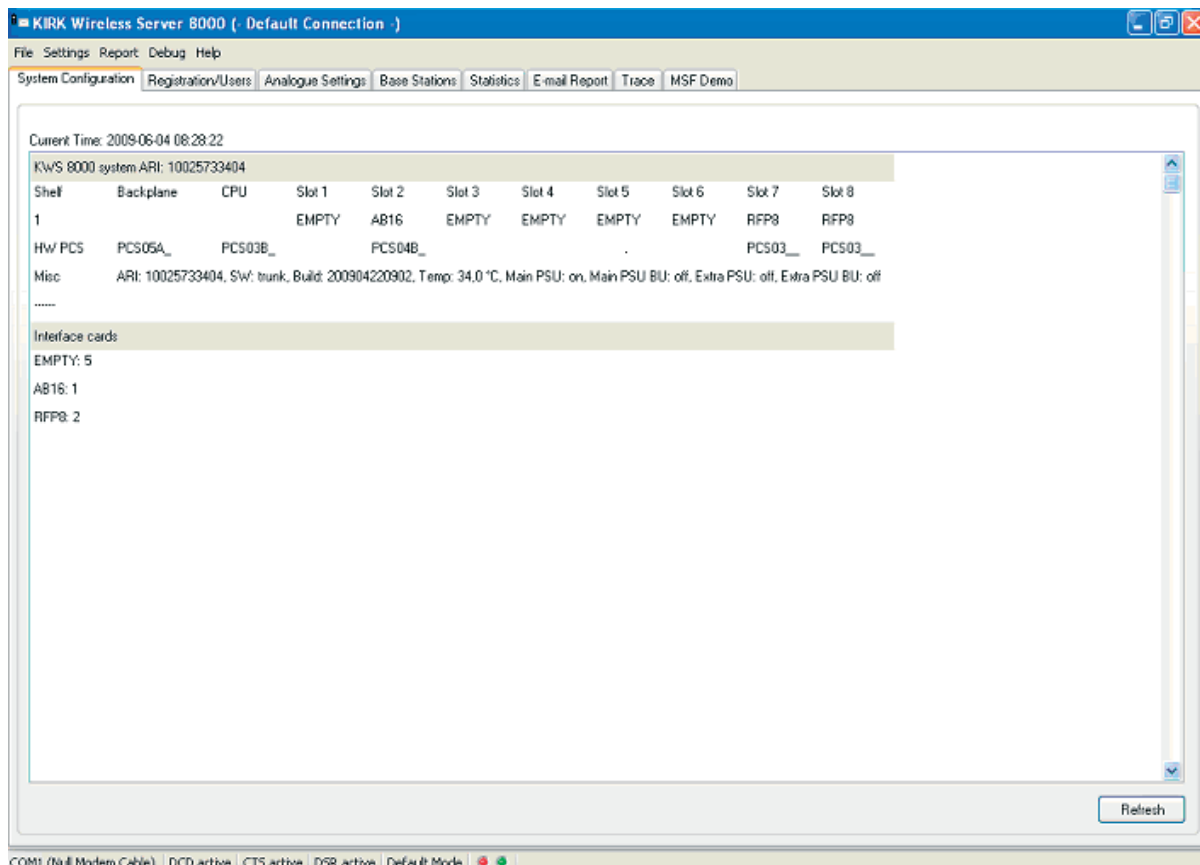 KIRK Wireless Server 8000 (- Default Connection -)
File Settings Report Debug Help
System Configuration Registration/Users Analogue Settings Base Stations Statistics E-mail Report Trace MSF Demo
Current Time: 2009-06-04 08:28:22
KWS 8000 system ARI: 10025733404
Shelf Backplane CPU Slot 1 Slot 2 Slot 3 Slot 4 Slot 5 Slot 6 Slot 7 Slot 8
1 EMPTY AB16 EMPTY EMPTY EMPTY EMPTY RFP8 RFP8
HW PCS PCS05A_ PCS03B_ PCS04B_ . PCS03__ PCS03__
Misc ARI: 10025733404, SW: trunk, Build: 200904220902, Temp: 34,0 °C, Main PSU: on, Main PSU BU: off, Extra PSU: off, Extra PSU BU: off
......
Interface cards
EMPTY: 5
AB16: 1
RFP8: 2
Refresh
COM1 (Null Modem Cable) DCD active CTS active DSR active Default Mode